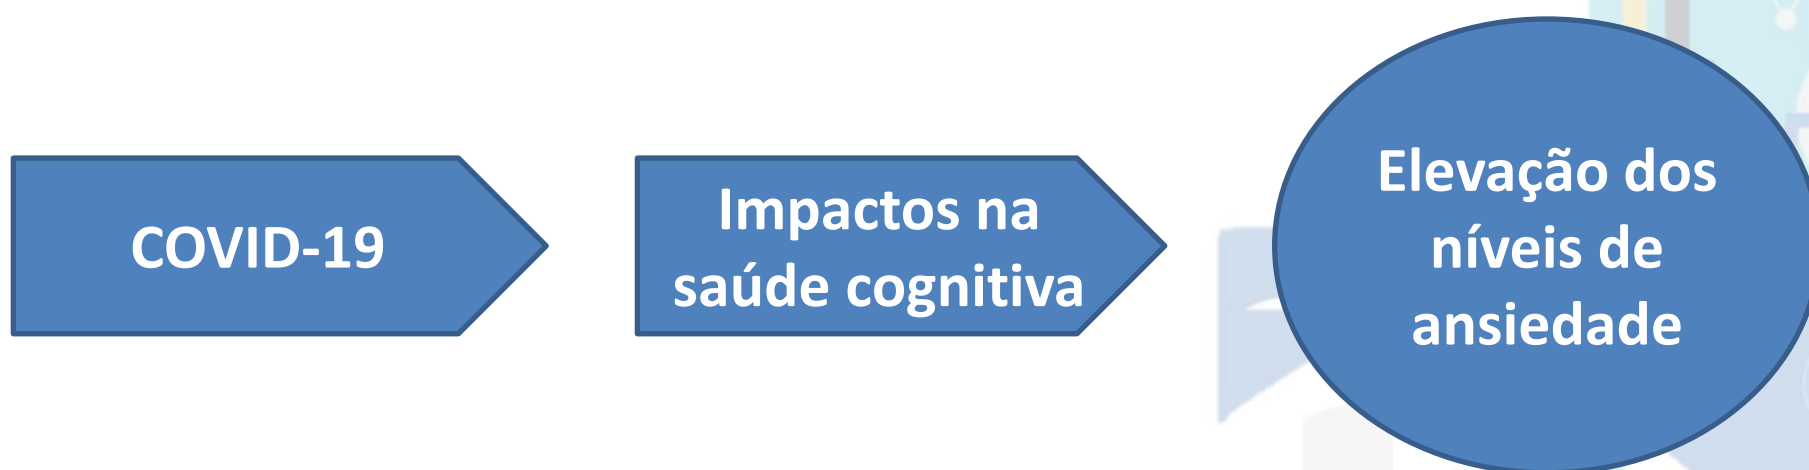 COVID-19
Impactos na
saúde cognitiva
Elevação dos
níveis de
ansiedade